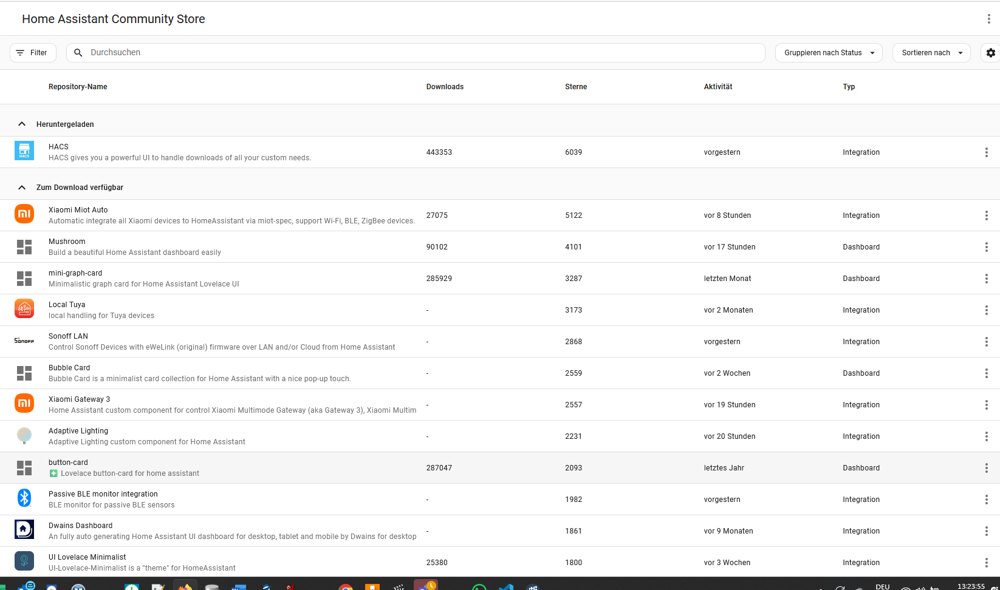 Home Assistant Community Store
Filter
Durchsuchen
Gruppieren nach Status
Sortieren nach
Repository-Name Downloads Sterne Aktivität Typ
Heruntergeladen
HACS
HACS
HACS gives you a powerful UI to handle downloads of all your custom needs.
443353 6039 vorgestern Integration
Zum Download verfügbar
Xiaomi Miot Auto
Automatic integrate all Xiaomi devices to HomeAssistant via miot-spec, support Wi-Fi, BLE, ZigBee devices.
27075 5122 vor 8 Stunden Integration
Mushroom
Build a beautiful Home Assistant dashboard easily
90102 4101 vor 17 Stunden Dashboard
mini-graph-card
Minimalistic graph card for Home Assistant Lovelace UI
285929 3287 letzten Monat Dashboard
Local Tuya
local handling for Tuya devices
- 3173 vor 2 Monaten Integration
SONOFF
Sonoff LAN
Control Sonoff Devices with eWeLink (original) firmware over LAN and/or Cloud from Home Assistant
- 2868 vorgestern Integration
Bubble Card
Bubble Card is a minimalist card collection for Home Assistant with a nice pop-up touch.
- 2559 vor 2 Wochen Dashboard
Xiaomi Gateway 3
Home Assistant custom component for control Xiaomi Multimode Gateway (aka Gateway 3), Xiaomi Multim
- 2557 vor 19 Stunden Integration
Adaptive Lighting
Adaptive Lighting custom component for Home Assistant
- 2231 vor 20 Stunden Integration
button-card
Lovelace button-card for home assistant
287047 2093 letztes Jahr Dashboard
Passive BLE monitor integration
BLE monitor for passive BLE sensors
- 1982 vorgestern Integration
Dwains Dashboard
An fully auto generating Home Assistant UI dashboard for desktop, tablet and mobile by Dwains for desktop
- 1861 vor 9 Monaten Integration
UI Lovelace Minimalist
UI-Lovelace-Minimalist is a "theme" for HomeAssistant
25380 1800 vor 3 Wochen Integration
DEU
13:23:55